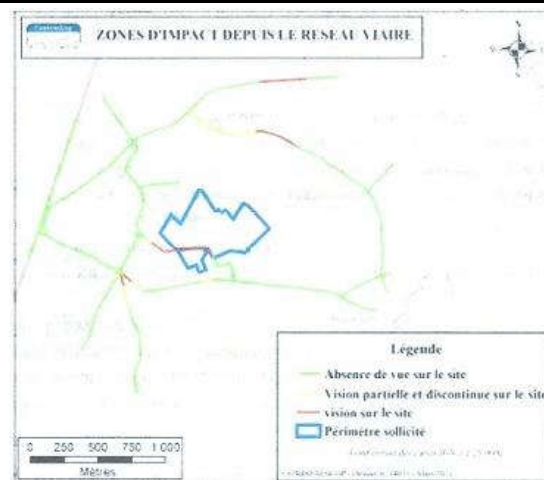 ZONES D'IMPACT DEPUIS LE RESEAU VIAIRE
Légende
Absence de vue sur le site
Vision partielle et discontinue sur le site
vision sur le site
Périmètre sollicité
0 250 500 750 1 000
Mètres